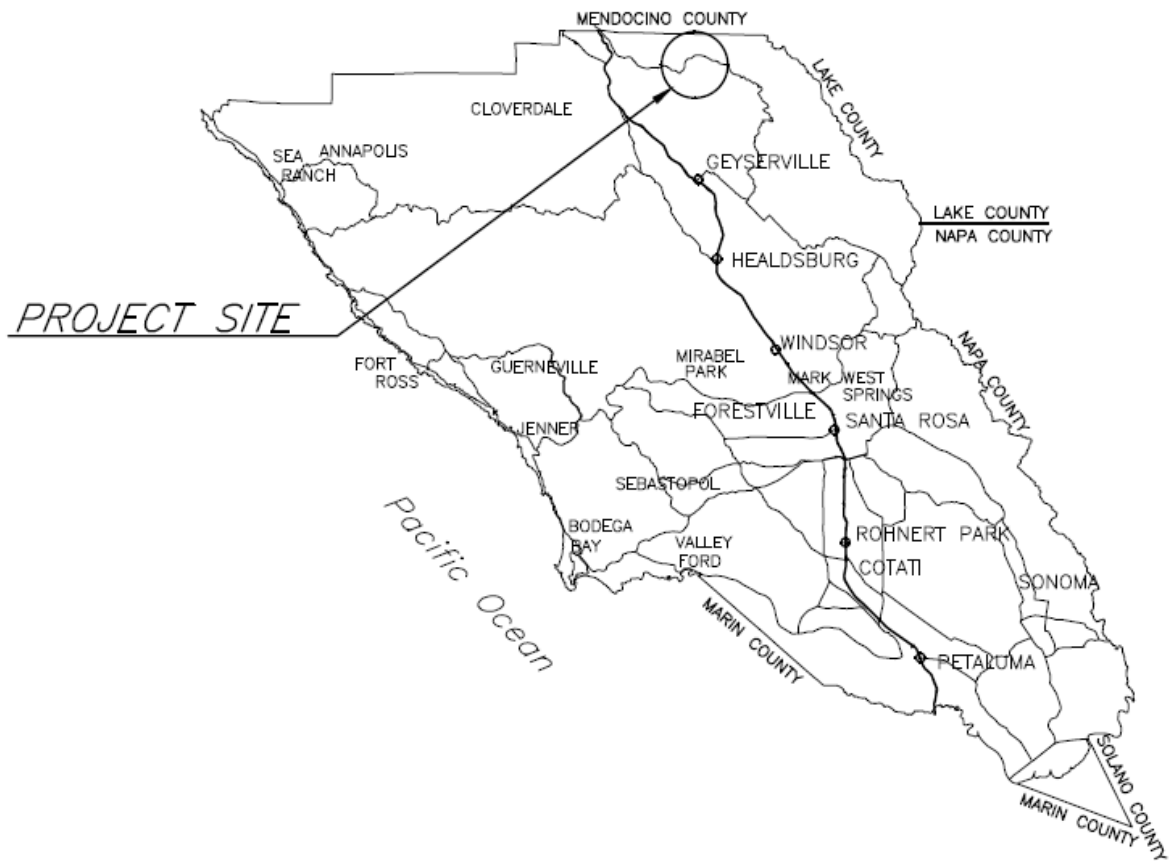 MENDOCINO COUNTY
LAKE COUNTY
CLOVERDALE
SEA
RANCH
ANNAPOLIS
GEYSERVILLE
LAKE COUNTY
NAPA COUNTY
HEALDSBURG
PROJECT SITE
NAPA COUNTY
WINDSOR
MIRABEL
PARK
FORT
ROSS
GUERNEVILLE
MARK WEST
SPRINGS
FORESTVILLE
SANTA ROSA
JENNER
SEBASTOPOL
Pacific Ocean
BODEGA
BAY
VALLEY
FORD
ROHNERT PARK
COTATI
SONOMA
MARIN COUNTY
PETALUMA
SOLANO COUNTY
MARIN COUNTY